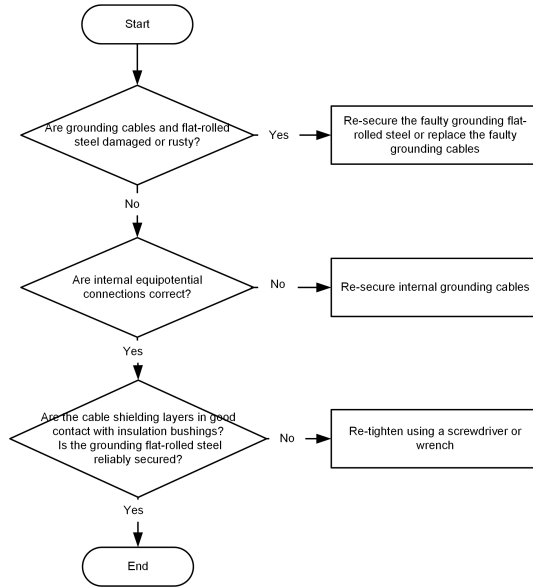 Start
Are grounding cables and flat-rolled
steel damaged or rusty?
Yes
Re-secure the faulty grounding flat-
rolled steel or replace the faulty
grounding cables
No
Are internal equipotential
connections correct?
No
Re-secure internal grounding cables
Yes
Are the cable shielding layers in good
contact with insulation bushings?
Is the grounding flat-rolled steel
reliably secured?
No
Re-tighten using a screwdriver or
wrench
Yes
End